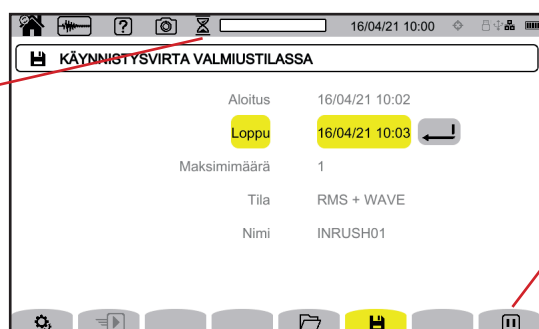 16/04/21 10:00
KÄYNNISTYSVIRTA VALMIUSTILASSA
Aloitus 16/04/21 10:02
Loppu 16/04/21 10:03
Maksimimäärä 1
Tila RMS + WAVE
Nimi INRUSH01